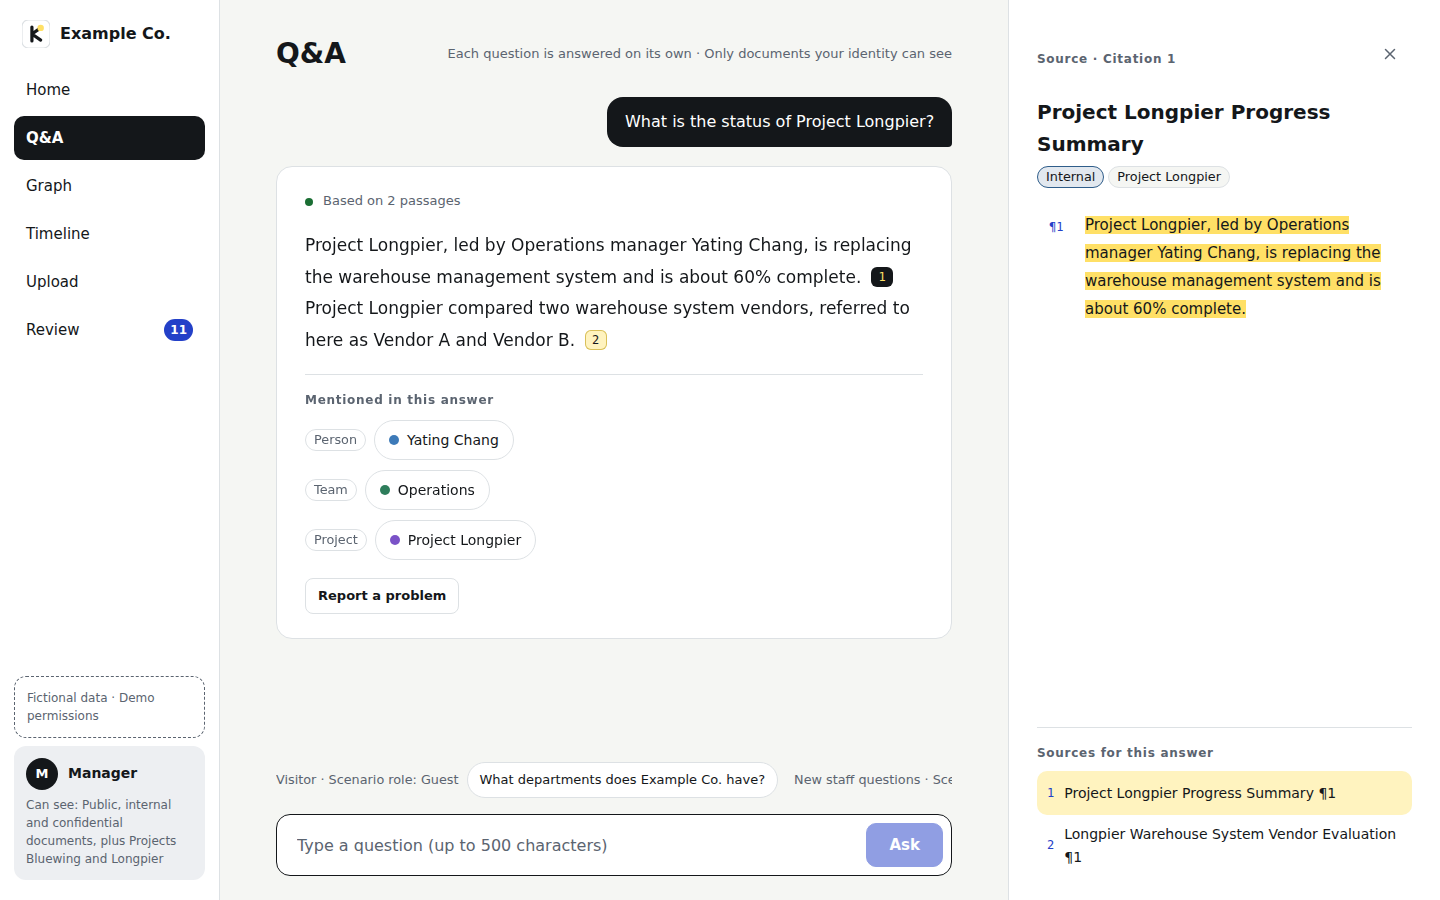 Example Co.
Home
Q&A
Graph
Timeline
Upload
Review
11
Fictional data · Demo
permissions
M
Manager
Can see: Public, internal
and confidential
documents, plus Projects
Bluewing and Longpier
Q&A
Each question is answered on its own · Only documents your identity can see
What is the status of Project Longpier?
Based on 2 passages
Project Longpier, led by Operations manager Yating Chang, is replacing
the warehouse management system and is about 60% complete. 1
Project Longpier compared two warehouse system vendors, referred to
here as Vendor A and Vendor B. 2
Mentioned in this answer
Person Yating Chang
Team Operations
Project Project Longpier
Report a problem
Visitor · Scenario role: Guest What departments does Example Co. have? New staff questions ·
Type a question (up to 500 characters)
Ask
Source · Citation 1
Project Longpier Progress
Summary
Internal Project Longpier
¶1 Project Longpier, led by Operations
manager Yating Chang, is replacing the
warehouse management system and is
about 60% complete.
Sources for this answer
1 Project Longpier Progress Summary ¶1
2 Longpier Warehouse System Vendor Evaluation
¶1